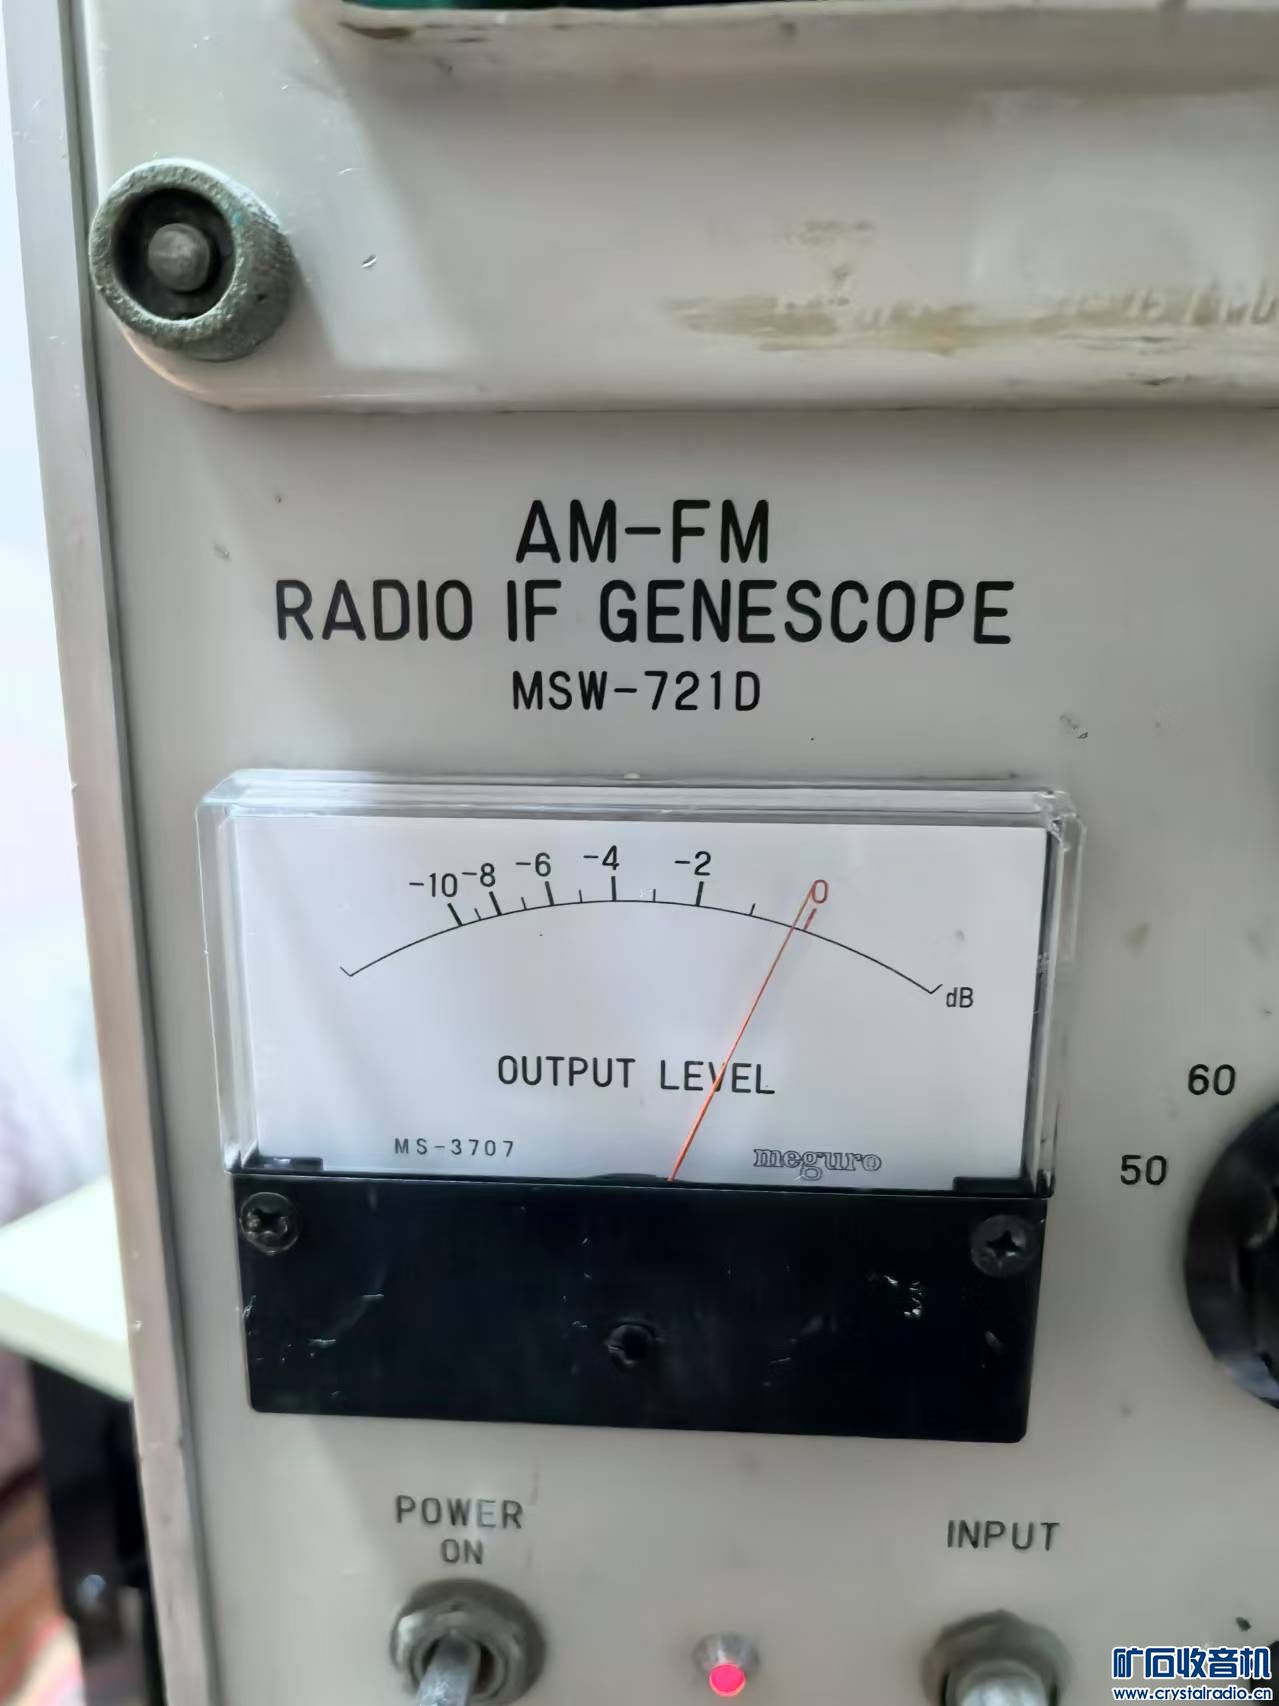 AM-FM
RADIO IF GENESCOPE
MSW-721D
-10 -8 -6 -4 -2 0
dB
OUTPUT LEVEL
MS-3707 meguro
60
50
POWER
ON
INPUT
矿石收音机
www.crystalradio.cn